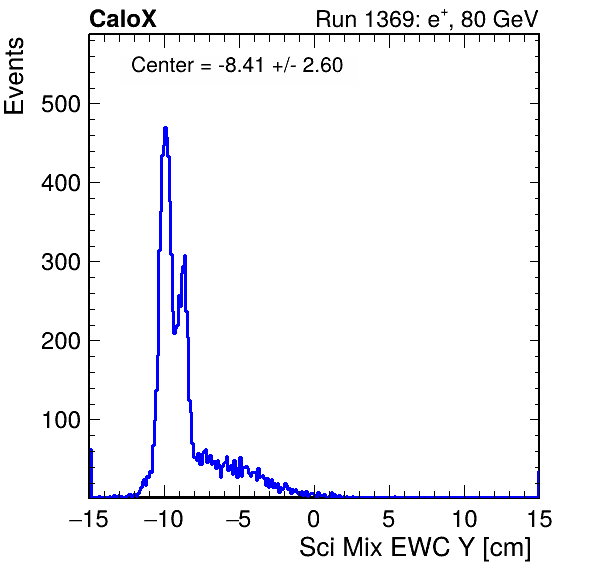 CaloX Run 1369: e⁺, 80 GeV
Center = -8.41 +/- 2.60
Events
500
400
300
200
100
−15 −10 −5 0 5 10 15
Sci Mix EWC Y [cm]